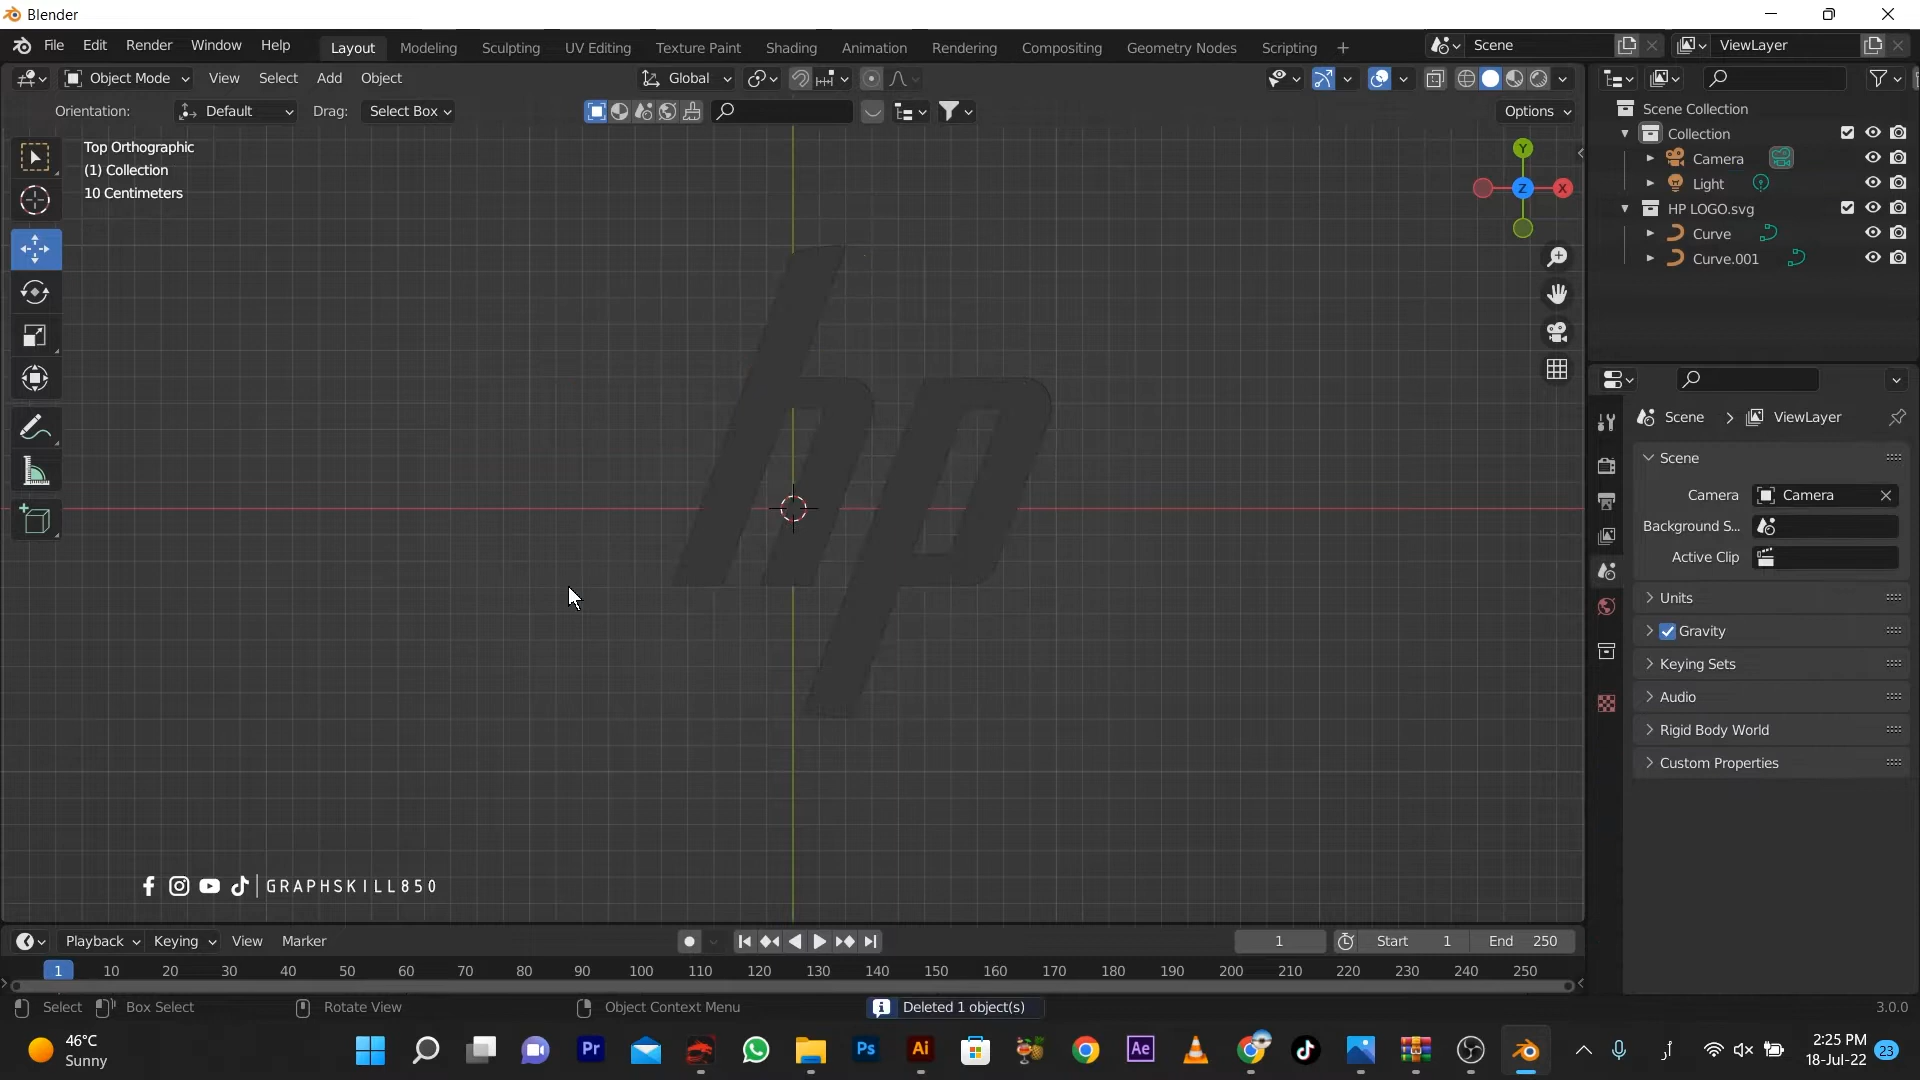 Blender
File Edit Render Window Help Layout Modeling Sculpting UV Editing Texture Paint Shading Animation Rendering Compositing Geometry Nodes Scripting + Scene ViewLayer
Object Mode View Select Add Object Global
Orientation: Default Drag: Select Box Options
Top Orthographic
(1) Collection
10 Centimeters
Y
Z X
hp
Scene Collection
Collection
Camera
Light
HP LOGO.svg
Curve
Curve.001
Scene > ViewLayer
Scene
Camera Camera
Background S...
Active Clip
Units
Gravity
Keying Sets
Audio
Rigid Body World
Custom Properties
GRAPHSKILL850
Playback Keying View Marker 1 Start 1 End 250
1 10 20 30 40 50 60 70 80 90 100 110 120 130 140 150 160 170 180 190 200 210 220 230 240 250
Select Box Select Rotate View Object Context Menu Deleted 1 object(s) 3.0.0
46°C
Sunny
Pr Ps Ai Ae
2:25 PM
18-Jul-22 23